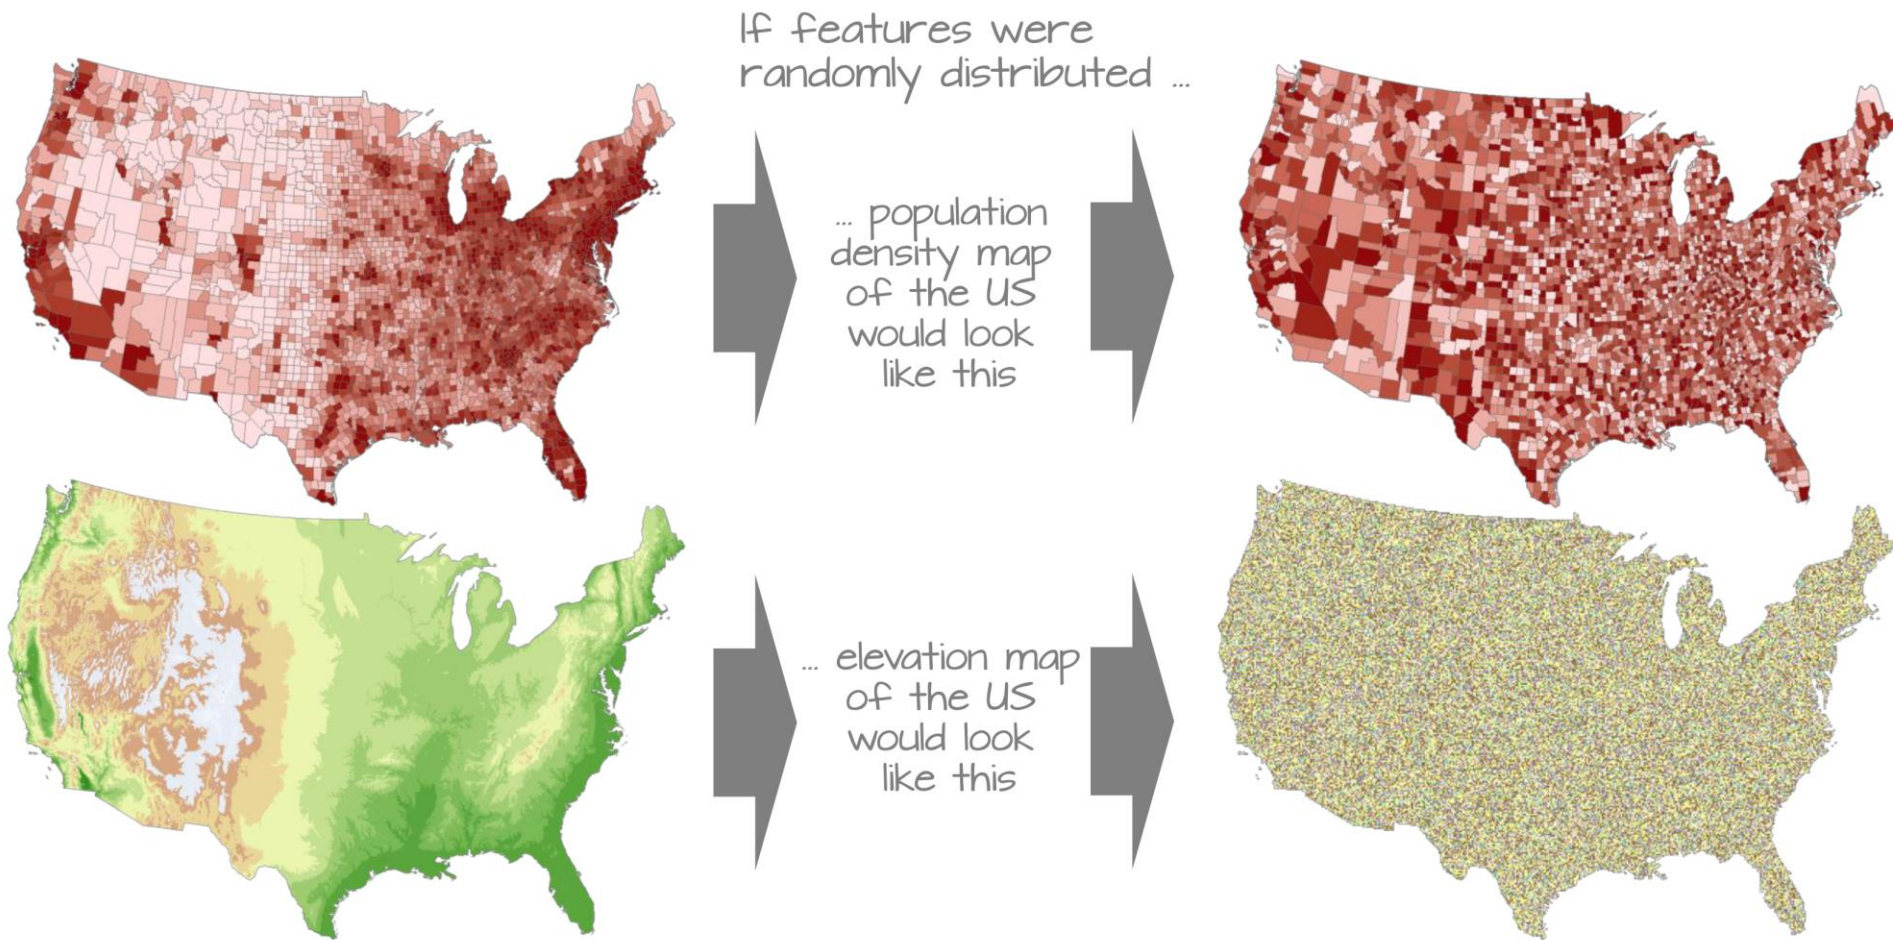 If features were
randomly distributed ...
... population
density map
of the US
would look
like this
... elevation map
of the US
would look
like this